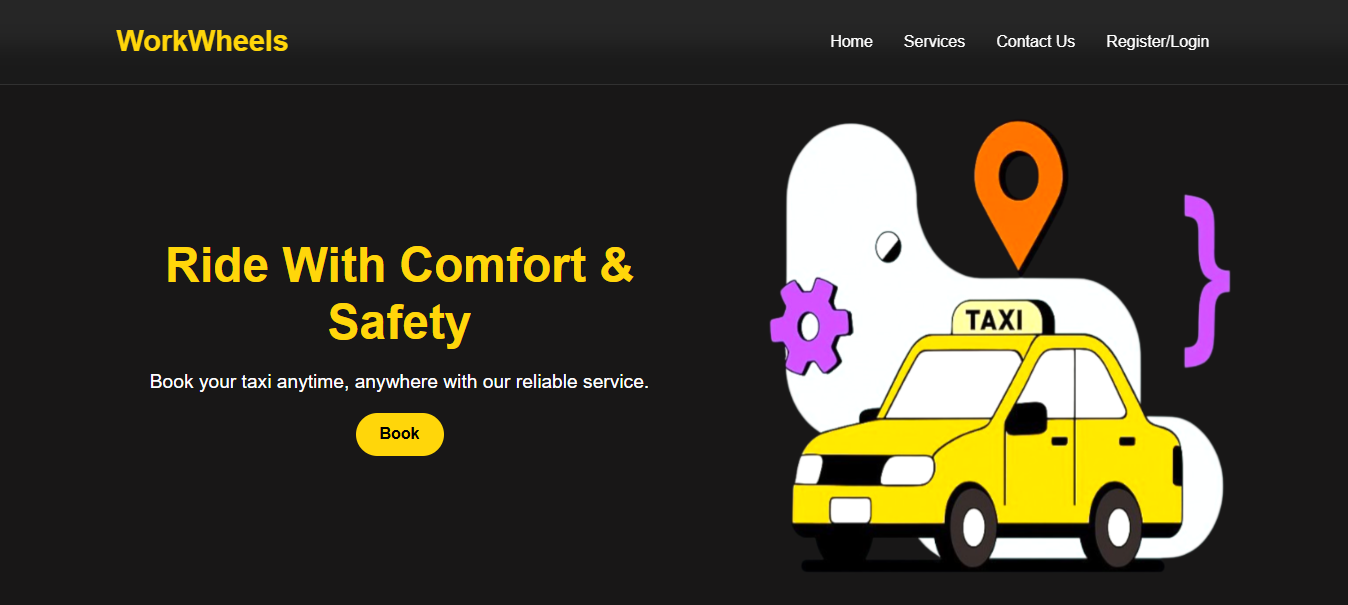 WorkWheels
Home Services Contact Us Register/Login
Ride With Comfort &
Safety
Book your taxi anytime, anywhere with our reliable service.
Book
TAXI
}